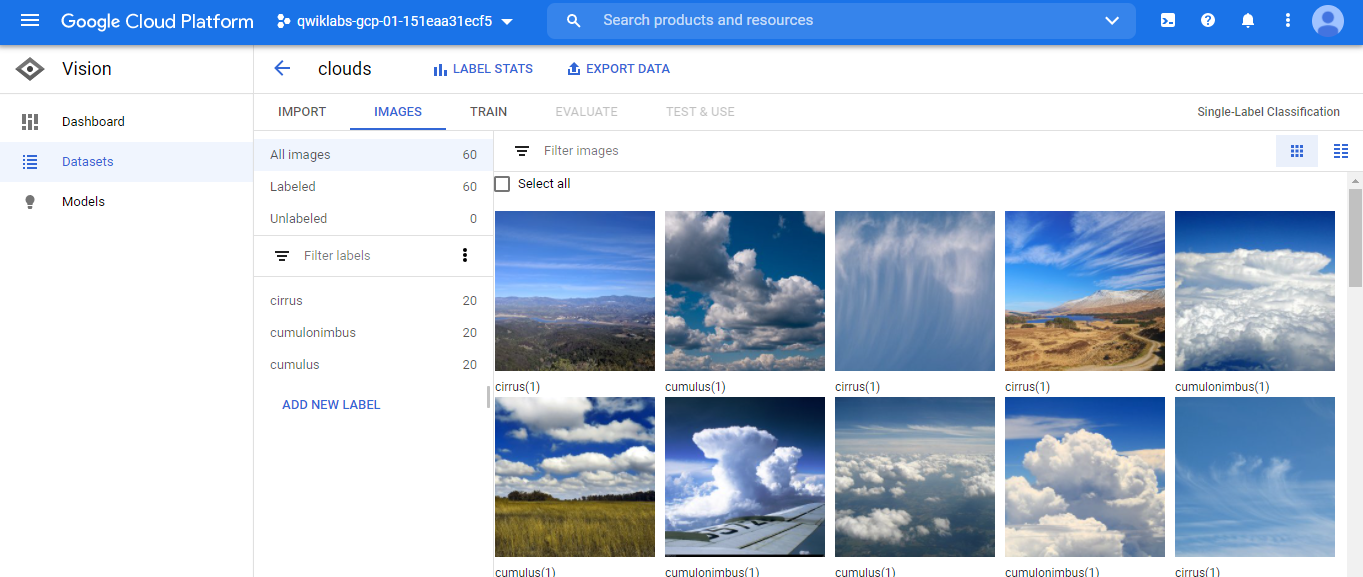 Google Cloud Platform qwiklabs-gcp-01-151eaa31ecf5 Search products and resources
Vision
clouds LABEL STATS EXPORT DATA
Dashboard
Datasets
Models
IMPORT IMAGES TRAIN EVALUATE TEST & USE Single-Label Classification
All images 60
Labeled 60
Unlabeled 0
Filter labels
cirrus 20
cumulonimbus 20
cumulus 20
ADD NEW LABEL
Filter images
Select all
cirrus(1) cumulus(1) cirrus(1) cirrus(1) cumulonimbus(1)
cumulus(1) cumulonimbus(1) cumulus(1) cumulonimbus(1) cirrus(1)